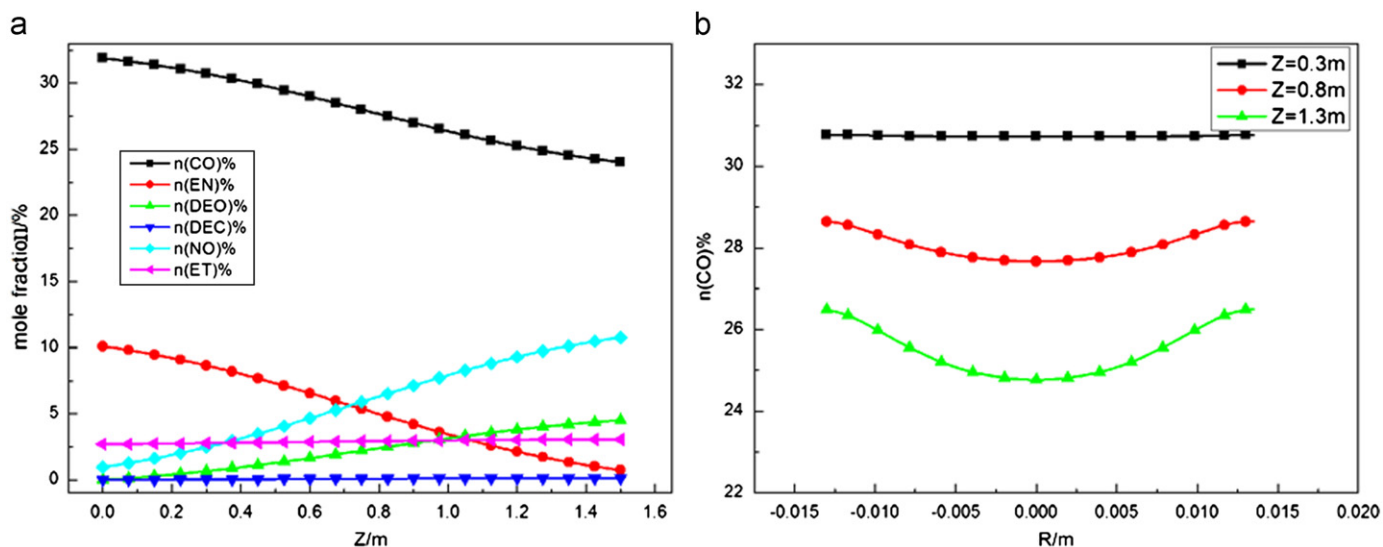 a
mole fraction/%
30
25
20
15
10
5
0
n(CO)%
n(EN)%
n(DEO)%
n(DEC)%
n(NO)%
n(ET)%
0.0 0.2 0.4 0.6 0.8 1.0 1.2 1.4 1.6
Z/m
b
n(CO)%
32
30
28
26
24
22
Z=0.3m
Z=0.8m
Z=1.3m
-0.015 -0.010 -0.005 0.000 0.005 0.010 0.015 0.020
R/m